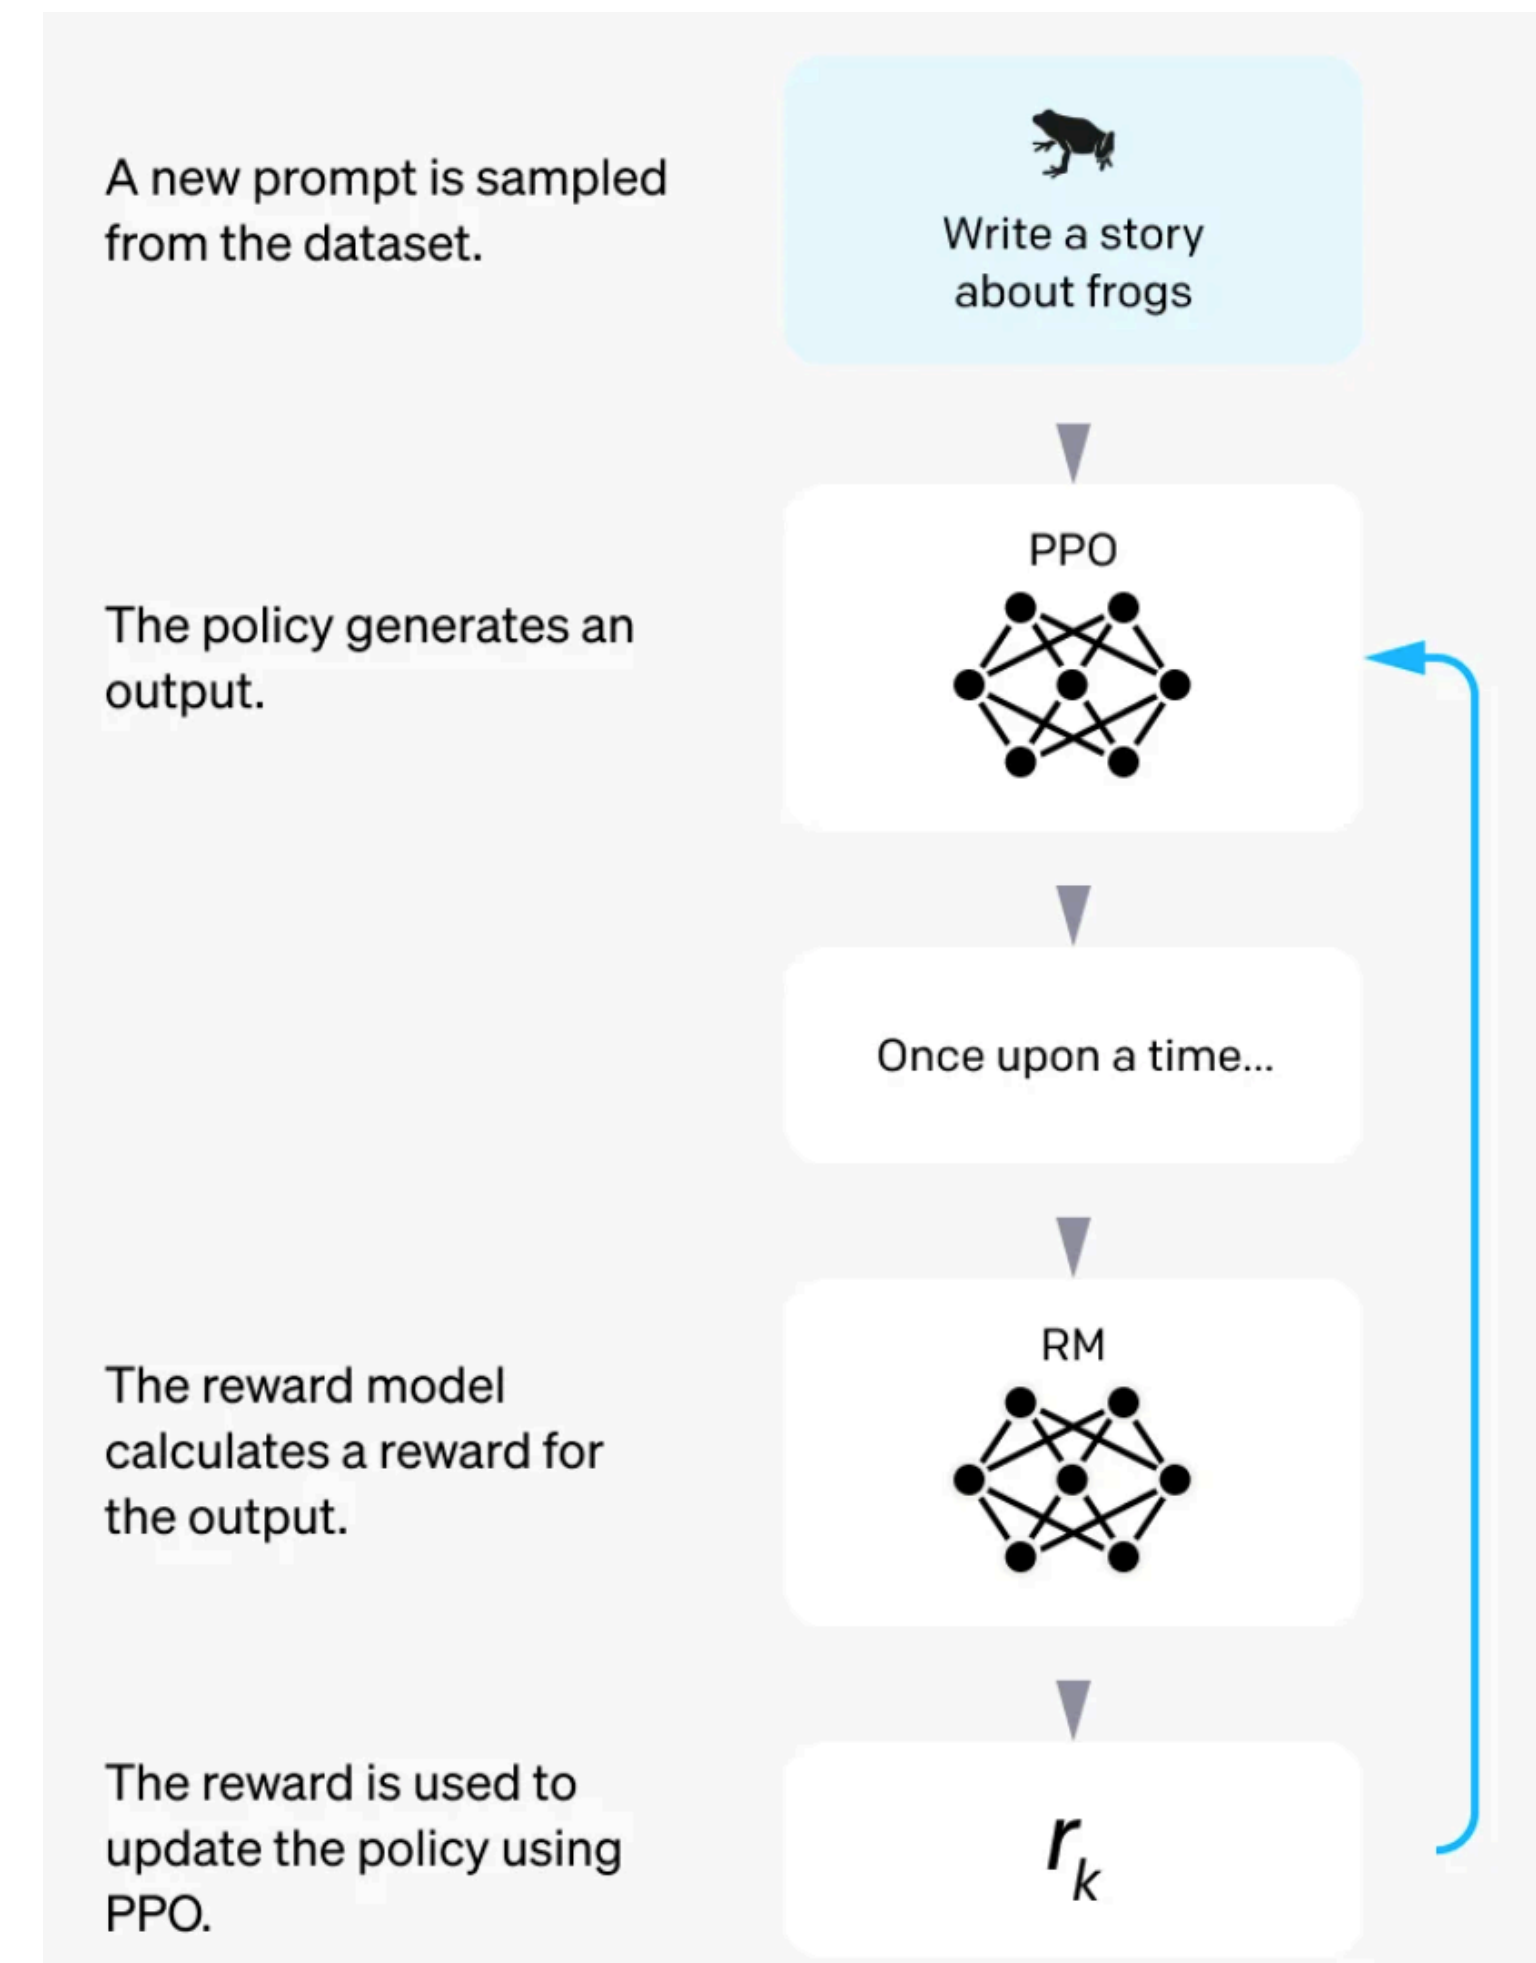 A new prompt is sampled
from the dataset.
Write a story
about frogs
The policy generates an
output.
PPO
Once upon a time...
The reward model
calculates a reward for
the output.
RM
The reward is used to
update the policy using
PPO.
r_k